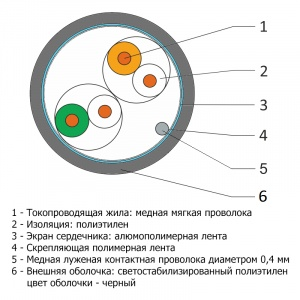 1
2
3
4
5
6
1 - Токопроводящая жила: медная мягкая проволока
2 - Изоляция: полиэтилен
3 - Экран сердечника: алюмополимерная лента
4 - Скрепляющая полимерная лента
5 - Медная луженая контактная проволока диаметром 0,4 мм
6 - Внешняя оболочка: светостабилизированный полиэтилен
цвет оболочки - черный